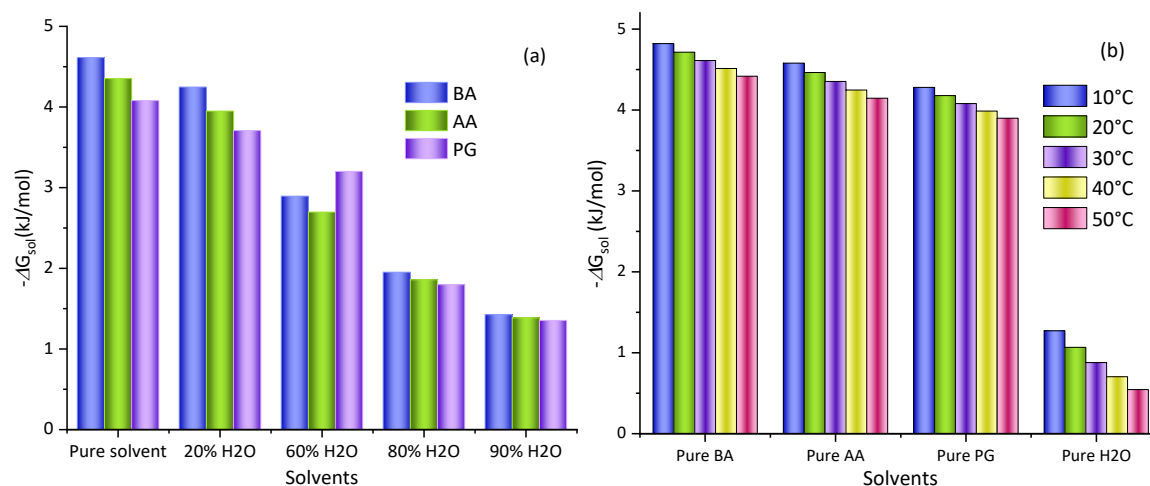 (a)
BA
AA
PG
5
4
3
2
1
0
-ΔG_sol(kJ/mol)
Pure solvent 20% H2O 60% H2O 80% H2O 90% H2O
Solvents
(b)
10°C
20°C
30°C
40°C
50°C
5
4
3
2
1
0
-ΔG_sol (kJ/mol)
Pure BA Pure AA Pure PG Pure H2O
Solvents